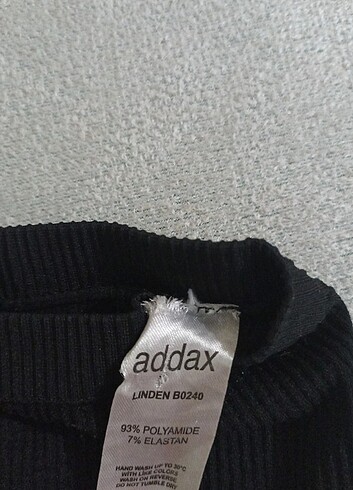 addax
LINDEN B0240
93% POLYAMIDE
7% ELASTAN
HAND WASH UP TO 30°C
WITH LIKE COLORS
WASH ON REVERSE
DO NOT TUMBLE DRY